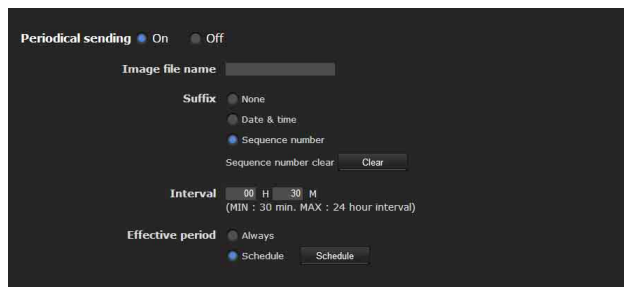 Periodical sending On Off
Image file name
Suffix None
Date & time
Sequence number
Sequence number clear Clear
Interval 00 H 30 M
(MIN : 30 min. MAX : 24 hour interval)
Effective period Always
Schedule Schedule